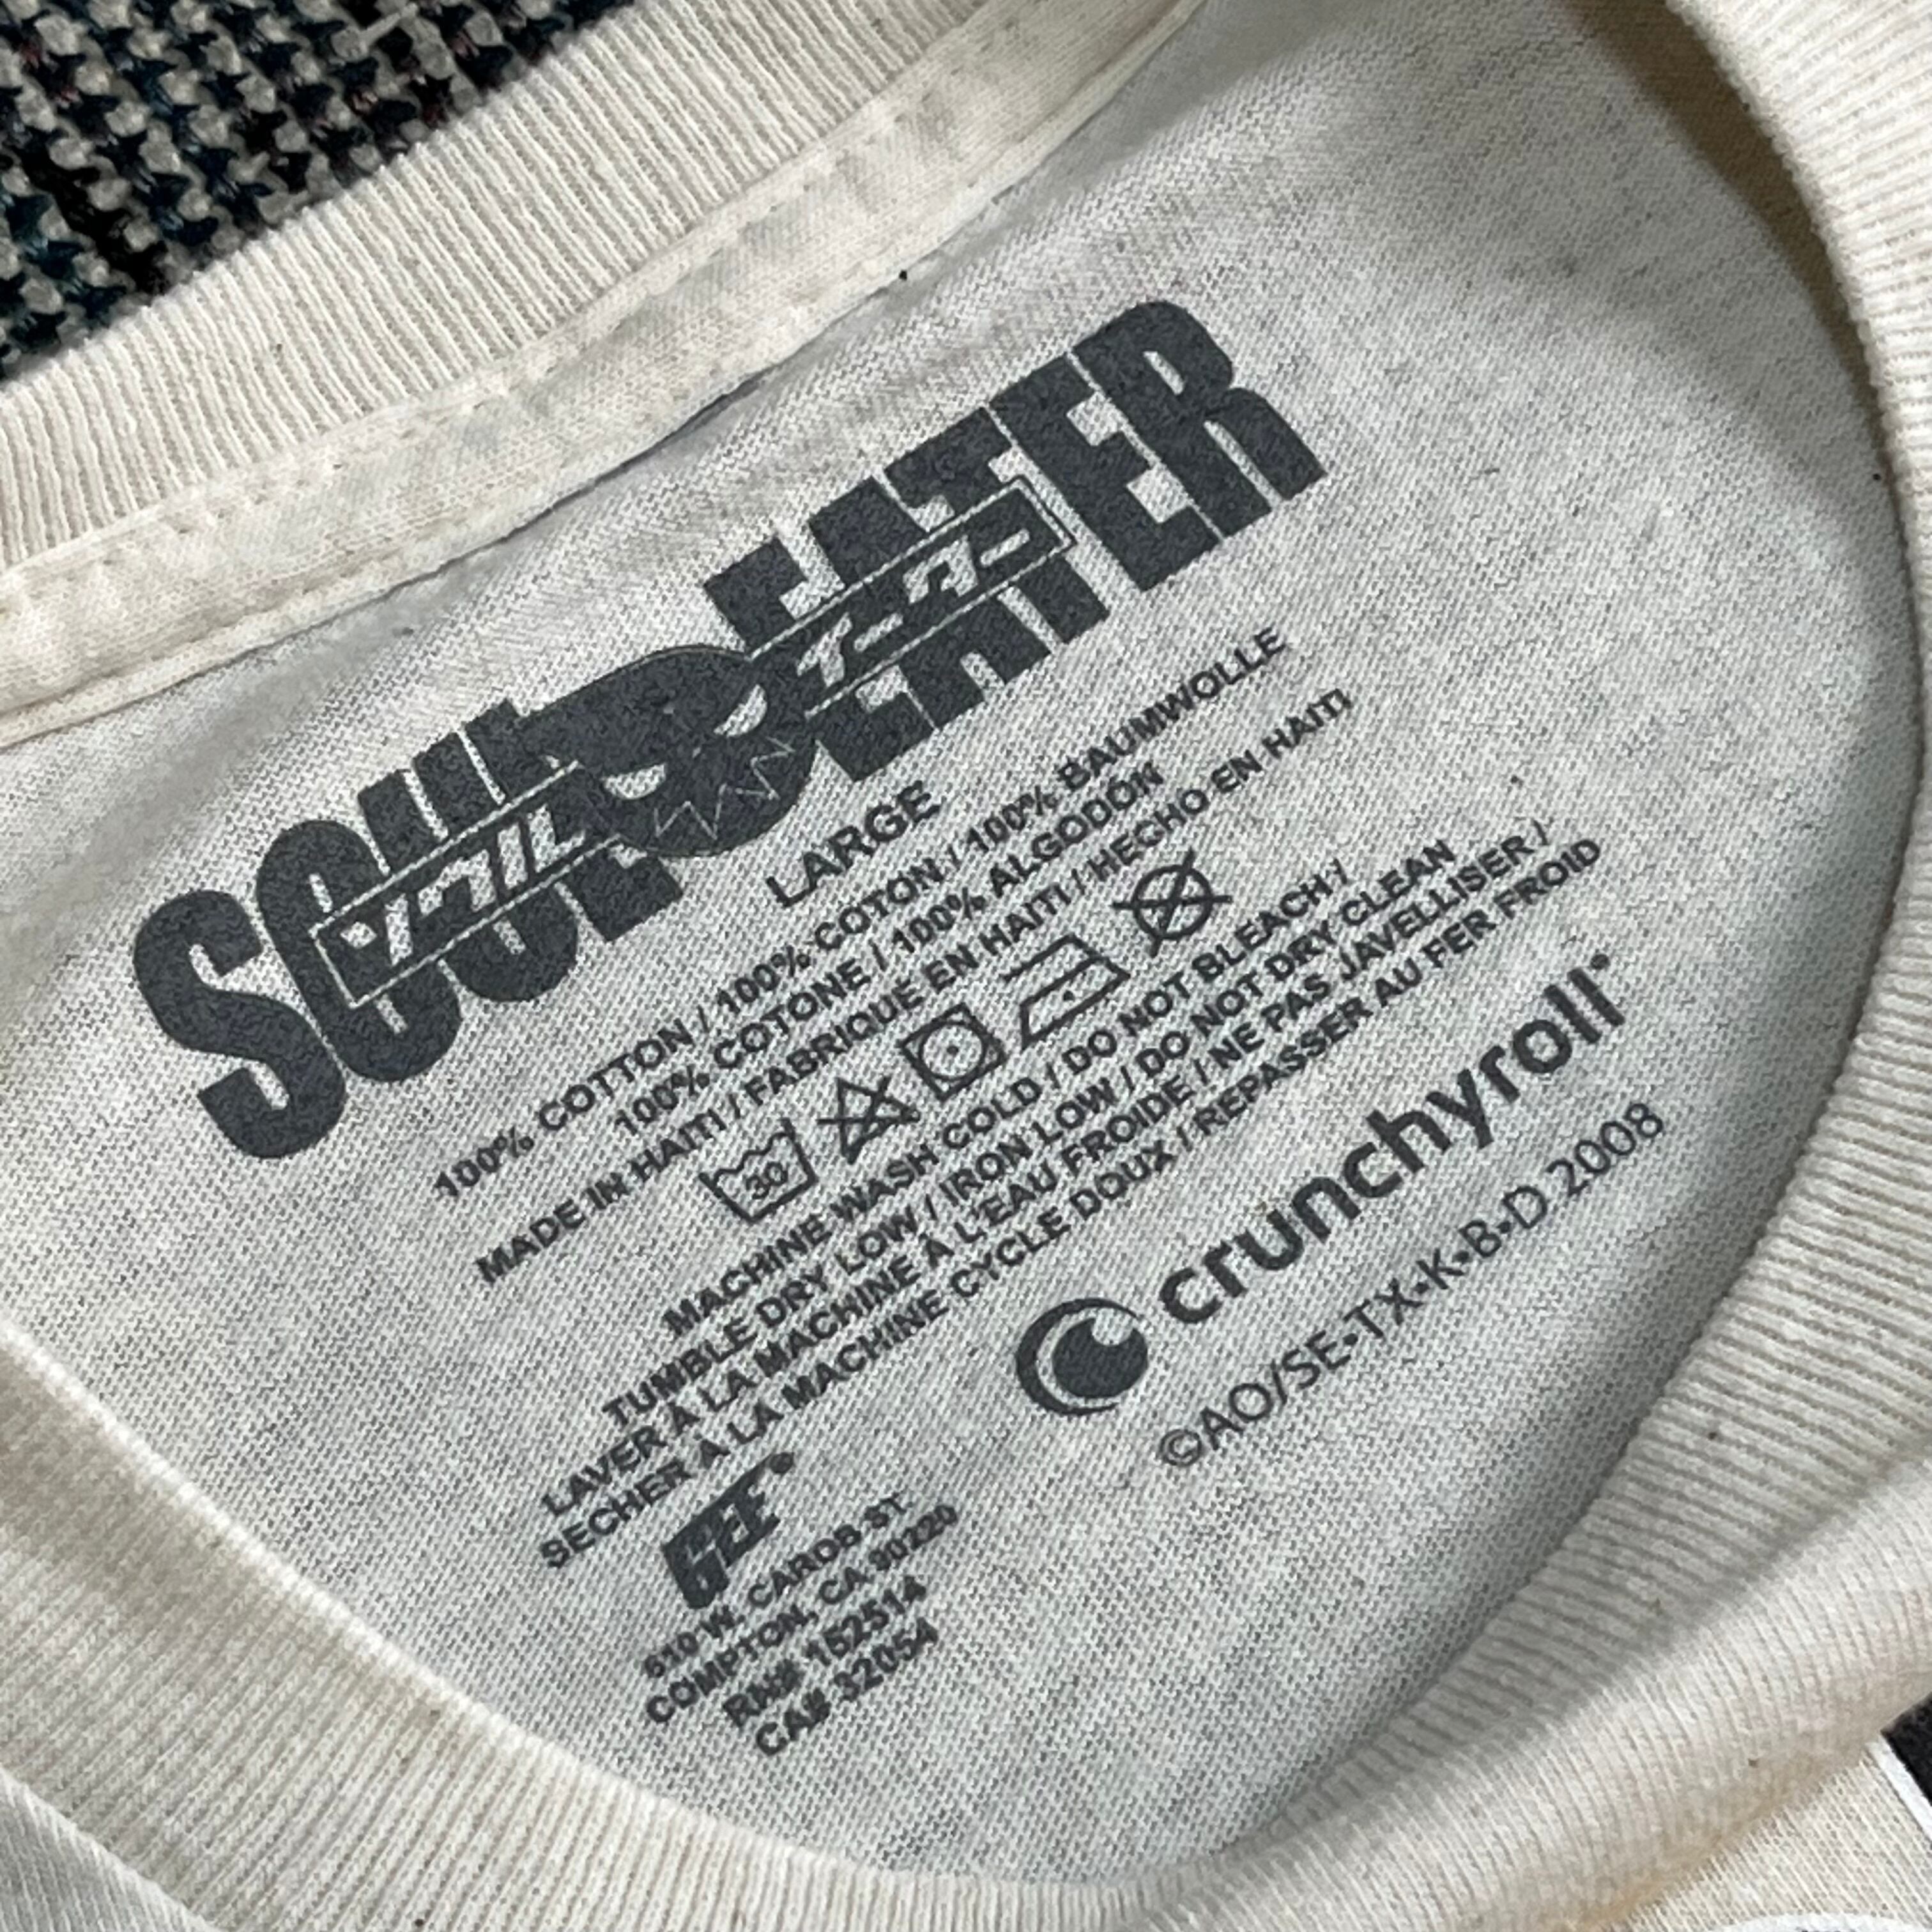 SOUL EATER
ソウルイーター
LARGE
100% COTTON / 100% COTON / 100% BAUMWOLLE
100% COTONE / 100% ALGODÓN
MADE IN HAITI / FABRIQUÉ EN HAITI / HECHO EN HAITI
30
MACHINE WASH COLD / DO NOT BLEACH /
TUMBLE DRY LOW / IRON LOW / DO NOT DRY CLEAN
LAVER À LA MACHINE À L'EAU FROIDE / NE PAS JAVELLISER /
SECHER À LA MACHINE CYCLE DOUX / REPASSER AU FER FROID
crunchyroll
©AO/SE•TX•K•B•D 2008
W. CARDB ST.
COMPTON, CA 90220
RN# 152514
CA# 32054